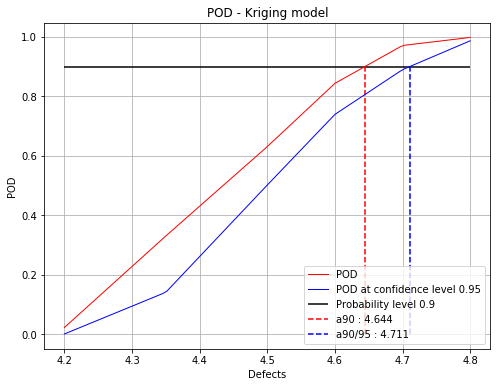 POD - Kriging model
1.0
0.8
0.6
0.4
0.2
0.0
POD
POD
POD at confidence level 0.95
Probability level 0.9
a90 : 4.644
a90/95 : 4.711
4.2 4.3 4.4 4.5 4.6 4.7 4.8
Defects